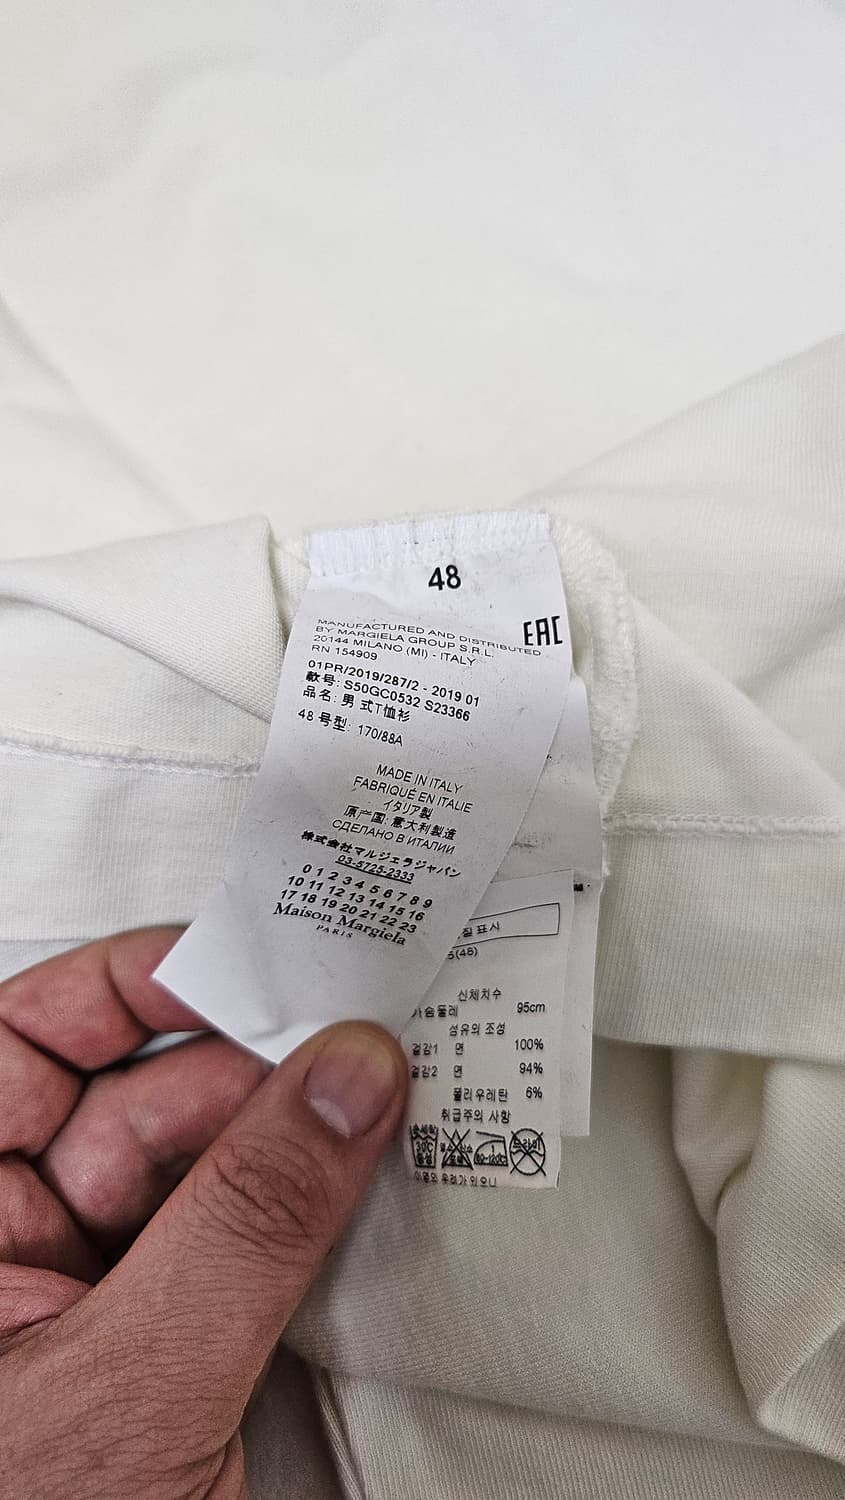 48
EAC
MANUFACTURED AND DISTRIBUTED
BY MARGIELA GROUP S.R.L.
20144 MILANO (MI) - ITALY
RN 154909
01PR/2019/287/2 - 2019 01
款号: S50GC0532 S23366
品名: 男 式T恤衫
48 号型: 170/88A
MADE IN ITALY
FABRIQUÉ EN ITALIE
イタリア製
原产国: 意大利製造
СДЕЛАНО В ИТАЛИИ
株式会社マルジェラジャパン
03-5725-2333
0 1 2 3 4 5 6 7 8 9
10 11 12 13 14 15 16
17 18 19 20 21 22 23
Maison Margiela
PARIS
질 표시
(48)
신체치수
가슴둘레 95cm
섬유의 조성
겉감1 면 100%
겉감2 면 94%
폴리우레탄 6%
취급주의 사항
30℃